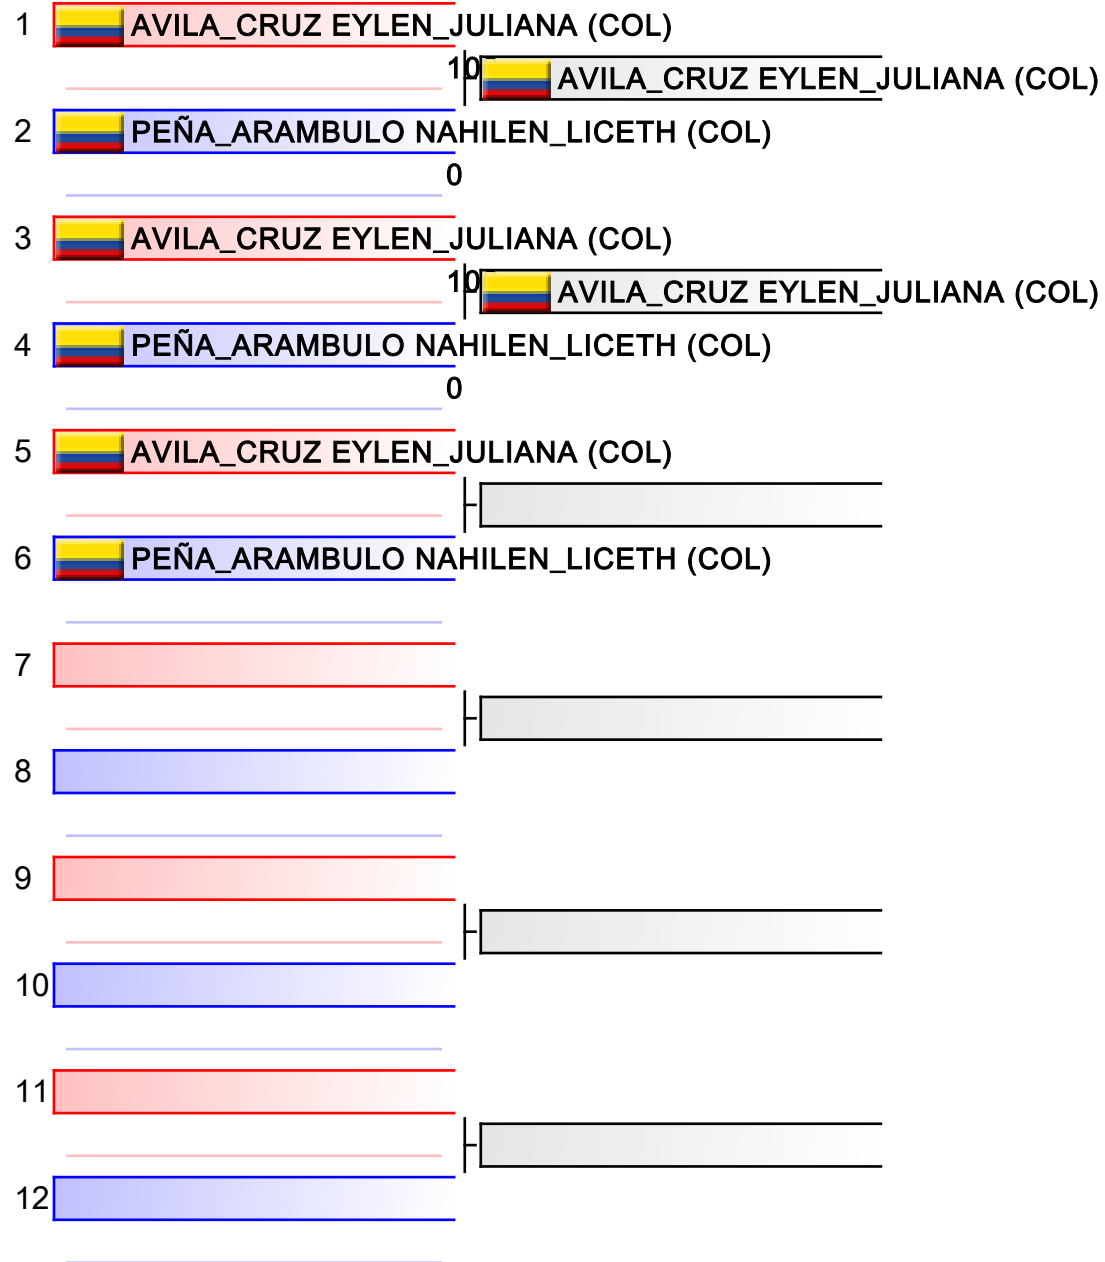 1 AVILA_CRUZ EYLEN_JULIANA (COL)
10 AVILA_CRUZ EYLEN_JULIANA (COL)
2 PEÑA_ARAMBULO NAHILEN_LICETH (COL)
0
3 AVILA_CRUZ EYLEN_JULIANA (COL)
10 AVILA_CRUZ EYLEN_JULIANA (COL)
4 PEÑA_ARAMBULO NAHILEN_LICETH (COL)
0
5 AVILA_CRUZ EYLEN_JULIANA (COL)
6 PEÑA_ARAMBULO NAHILEN_LICETH (COL)
7
8
9
10
11
12